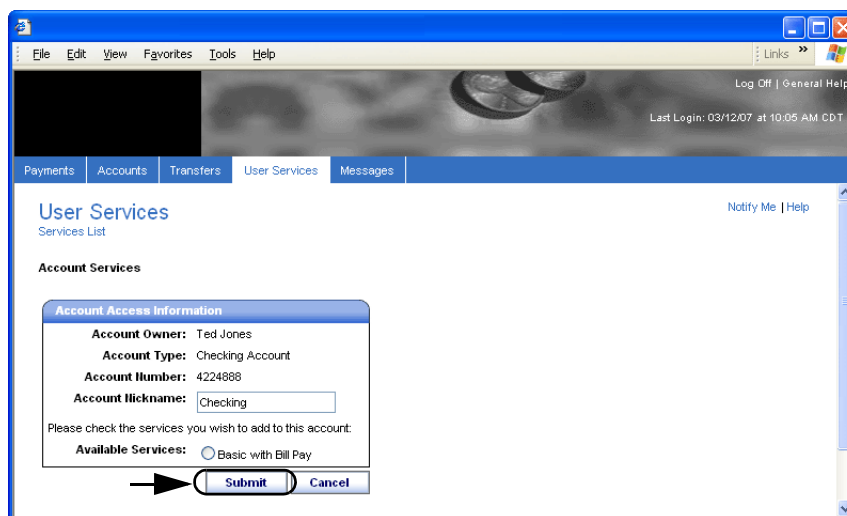 File Edit View Favorites Tools Help Links »
Log Off | General Help
Last Login: 03/12/07 at 10:05 AM CDT
Payments Accounts Transfers User Services Messages
User Services
Notify Me | Help
Services List
Account Services
Account Access Information
Account Owner: Ted Jones
Account Type: Checking Account
Account Number: 4224888
Account Nickname: Checking
Please check the services you wish to add to this account:
Available Services: Basic with Bill Pay
Submit Cancel